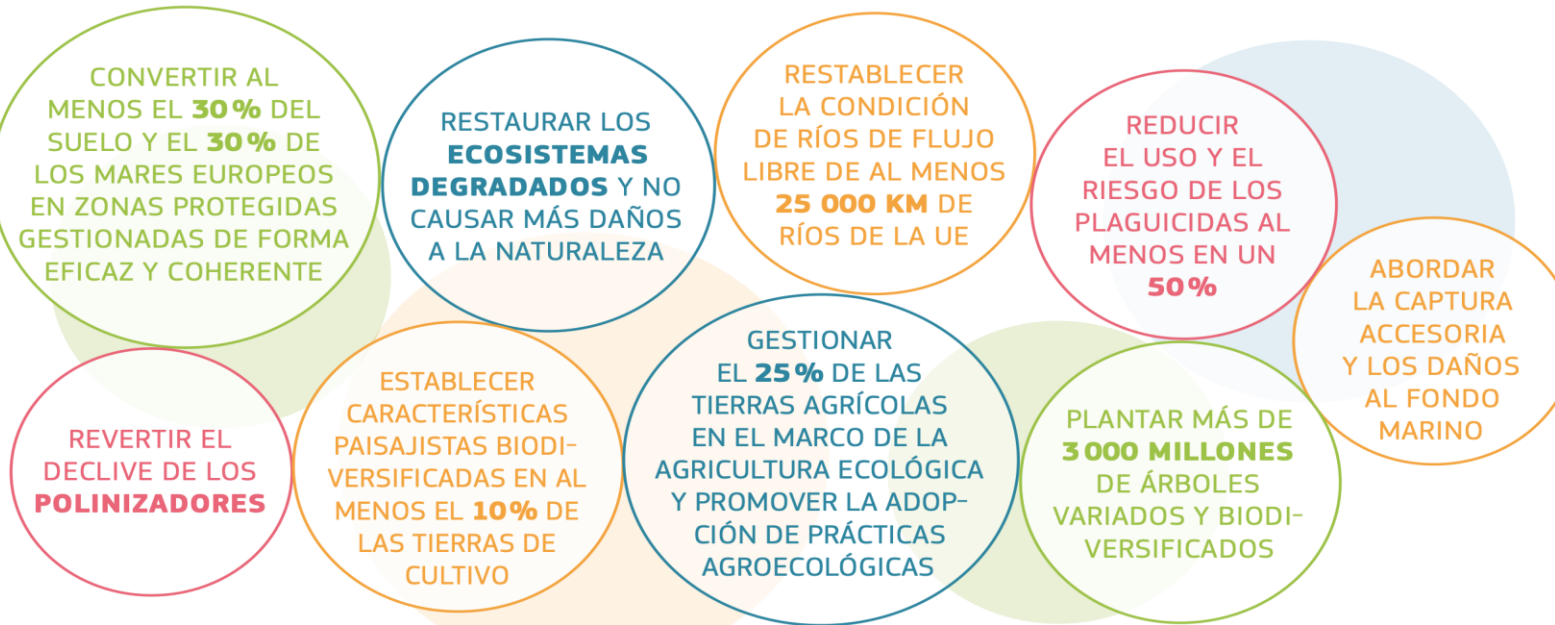 CONVERTIR AL
MENOS EL 30 % DEL
SUELO Y EL 30 % DE
LOS MARES EUROPEOS
EN ZONAS PROTEGIDAS
GESTIONADAS DE FORMA
EFICAZ Y COHERENTE
RESTAURAR LOS
ECOSISTEMAS
DEGRADADOS Y NO
CAUSAR MÁS DAÑOS
A LA NATURALEZA
RESTABLECER
LA CONDICIÓN
DE RÍOS DE FLUJO
LIBRE DE AL MENOS
25 000 KM DE
RÍOS DE LA UE
REDUCIR
EL USO Y EL
RIESGO DE LOS
PLAGUICIDAS AL
MENOS EN UN
50 %
ABORDAR
LA CAPTURA
ACCESORIA
Y LOS DAÑOS
AL FONDO
MARINO
REVERTIR EL
DECLIVE DE LOS
POLINIZADORES
ESTABLECER
CARACTERÍSTICAS
PAISAJISTAS BIODI-
VERSIFICADAS EN AL
MENOS EL 10 % DE
LAS TIERRAS DE
CULTIVO
GESTIONAR
EL 25 % DE LAS
TIERRAS AGRÍCOLAS
EN EL MARCO DE LA
AGRICULTURA ECOLÓGICA
Y PROMOVER LA ADOP-
CIÓN DE PRÁCTICAS
AGROECOLÓGICAS
PLANTAR MÁS DE
3 000 MILLONES
DE ÁRBOLES
VARIADOS Y BIODI-
VERSIFICADOS